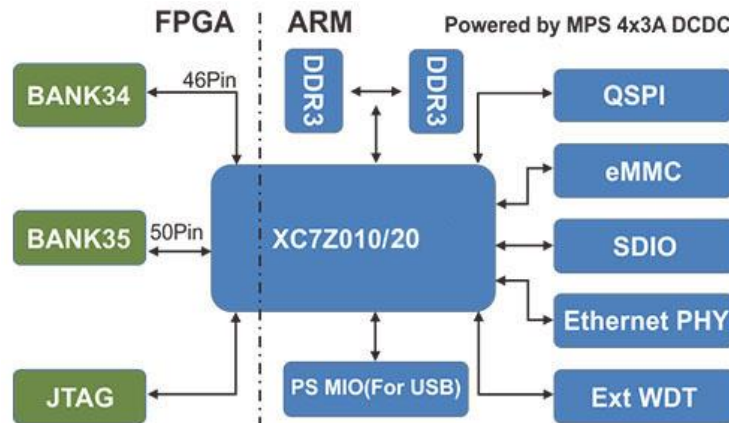 FPGA
ARM
Powered by MPS 4x3A DCDC
BANK34
46Pin
DDR3
DDR3
QSPI
eMMC
BANK35
50Pin
XC7Z010/20
SDIO
Ethernet PHY
JTAG
PS MIO(For USB)
Ext WDT